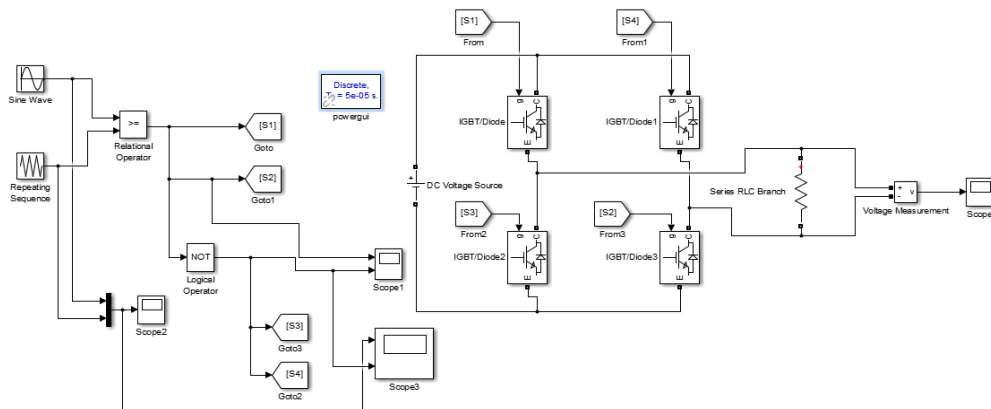 [S1]
From
[S4]
From1
Sine Wave
Discrete,
= 5e-05 s.
powergui
>=
Relational
Operator
[S1]
Goto
g
C
IGBT/Diode
E
g
C
IGBT/Diode1
E
Repeating
Sequence
[S2]
Goto1
+
DC Voltage Source
Series RLC Branch
+
-
v
Voltage Measurement
Scope
[S3]
From2
[S2]
From3
NOT
Logical
Operator
Scope1
g
C
IGBT/Diode2
E
g
C
IGBT/Diode3
E
Scope2
[S3]
Goto3
[S4]
Goto2
Scope3